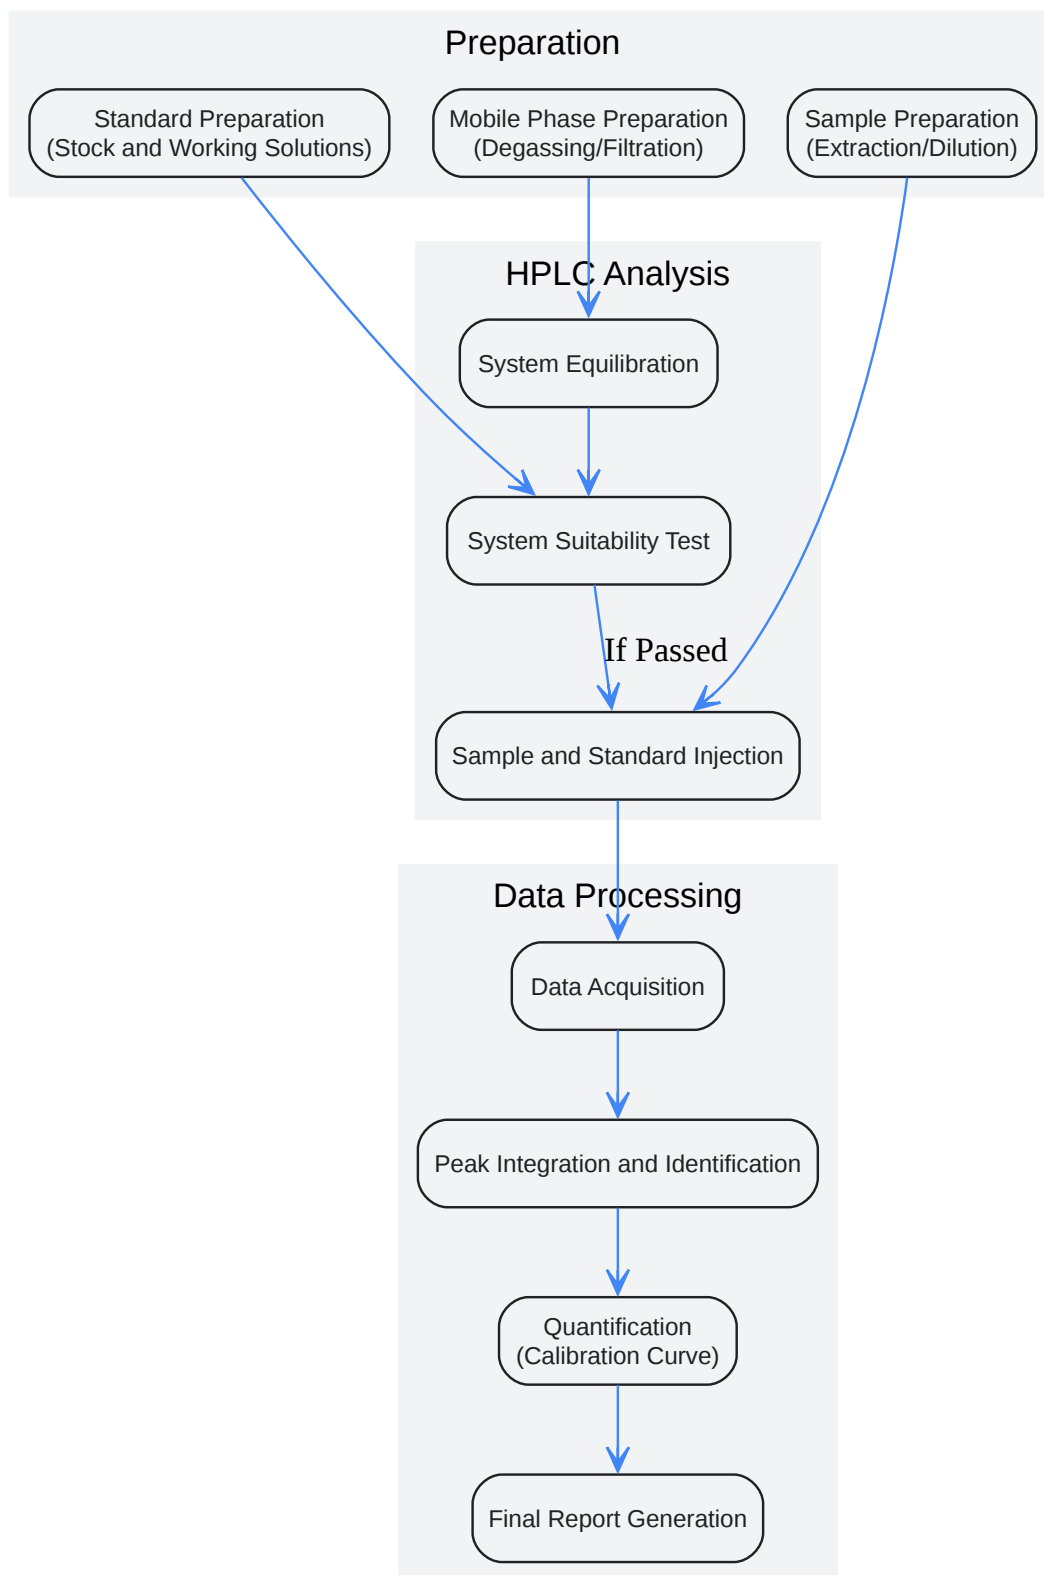 Preparation
Standard Preparation
(Stock and Working Solutions)
Mobile Phase Preparation
(Degassing/Filtration)
Sample Preparation
(Extraction/Dilution)
HPLC Analysis
System Equilibration
System Suitability Test
If Passed
Sample and Standard Injection
Data Processing
Data Acquisition
Peak Integration and Identification
Quantification
(Calibration Curve)
Final Report Generation